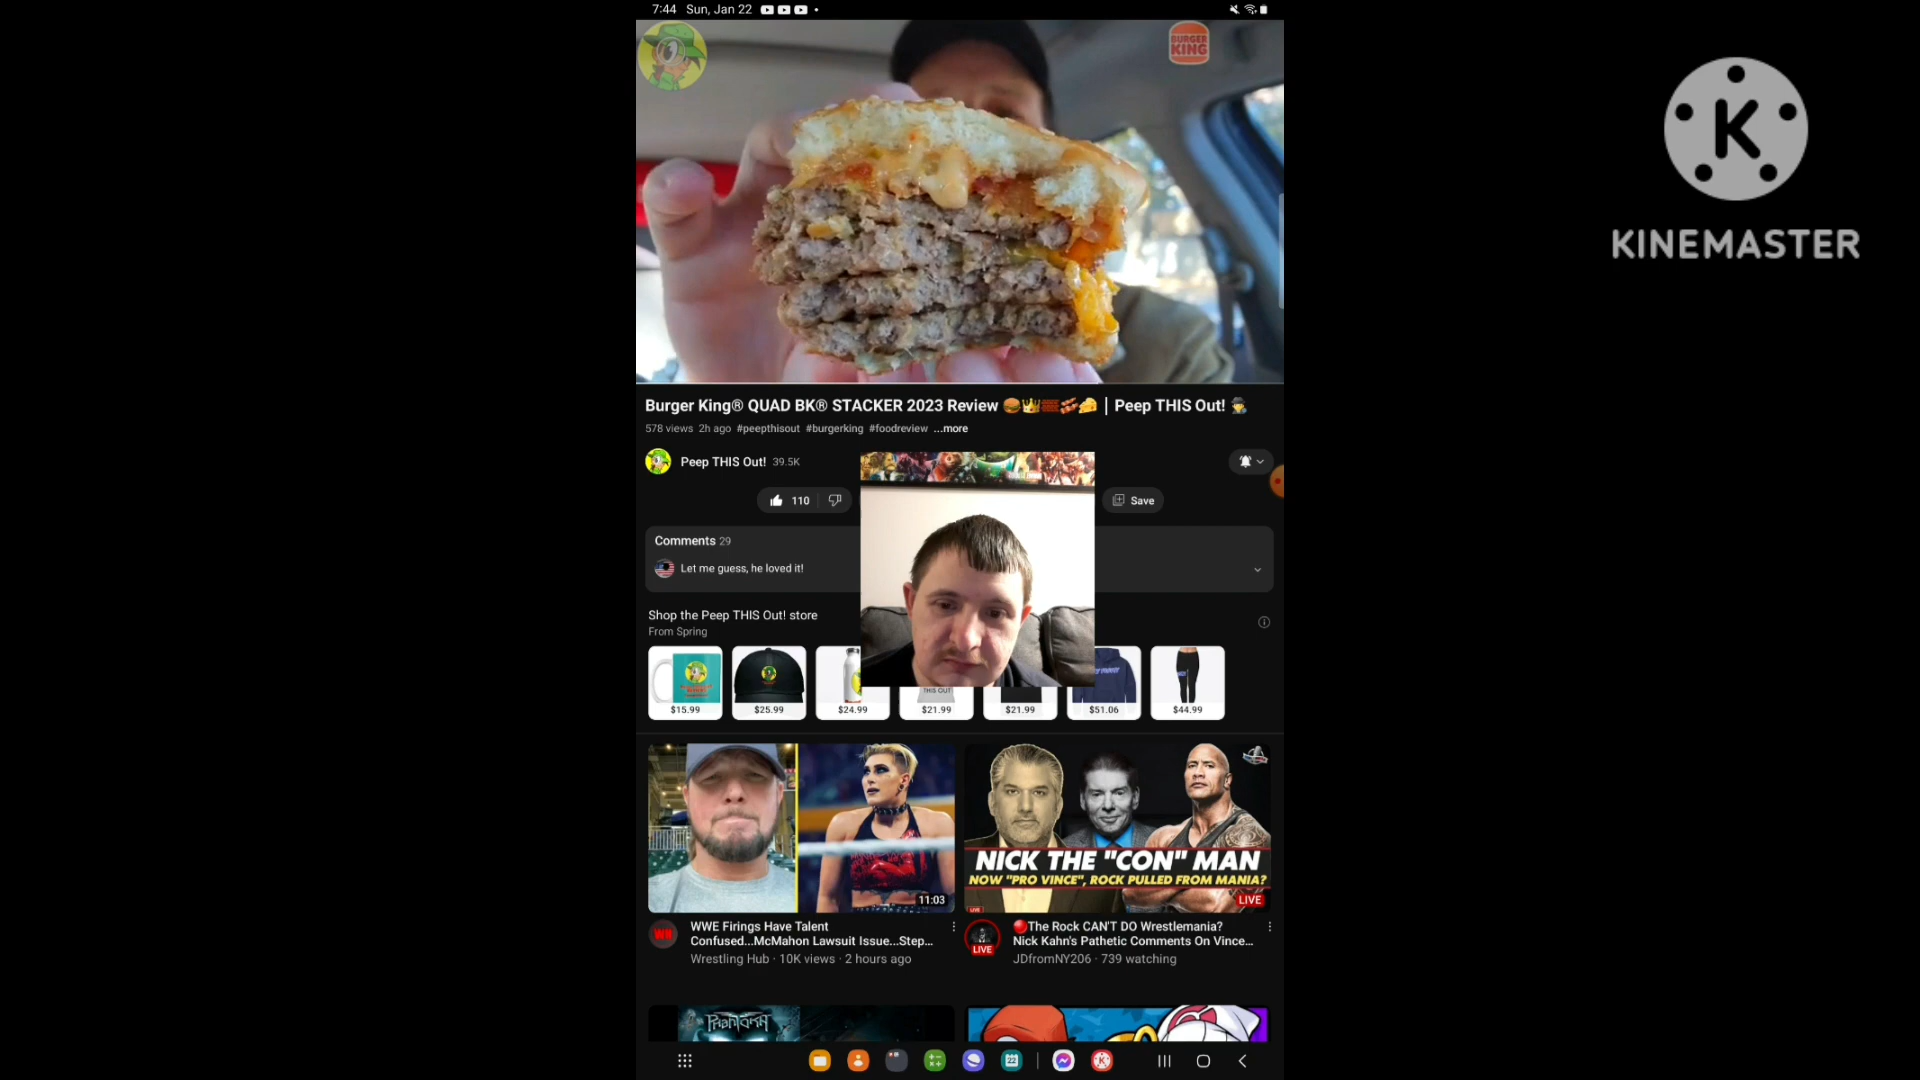 7:44 Sun, Jan 22
BURGER
KING
KINEMASTER
Burger King® QUAD BK® STACKER 2023 Review 🍔👑🧱🥓🧀 | Peep THIS Out! 🕵️
578 views 2h ago #peepthisout #burgerking #foodreview ...more
Peep THIS Out! 39.5K
110
Save
Comments 29
Let me guess, he loved it!
Shop the Peep THIS Out! store
From Spring
THIS OUT
$15.99
$25.99
$24.99
$21.99
$21.99
$51.06
$44.99
11:03
NICK THE "CON" MAN
NOW "PRO VINCE", ROCK PULLED FROM MANIA?
LIVE
LIVE
WWE Firings Have Talent
Confused...McMahon Lawsuit Issue...Step...
Wrestling Hub · 10K views · 2 hours ago
LIVE
🔴The Rock CAN'T DO Wrestlemania?
Nick Kahn's Pathetic Comments On Vince...
JDfromNY206 · 739 watching
22